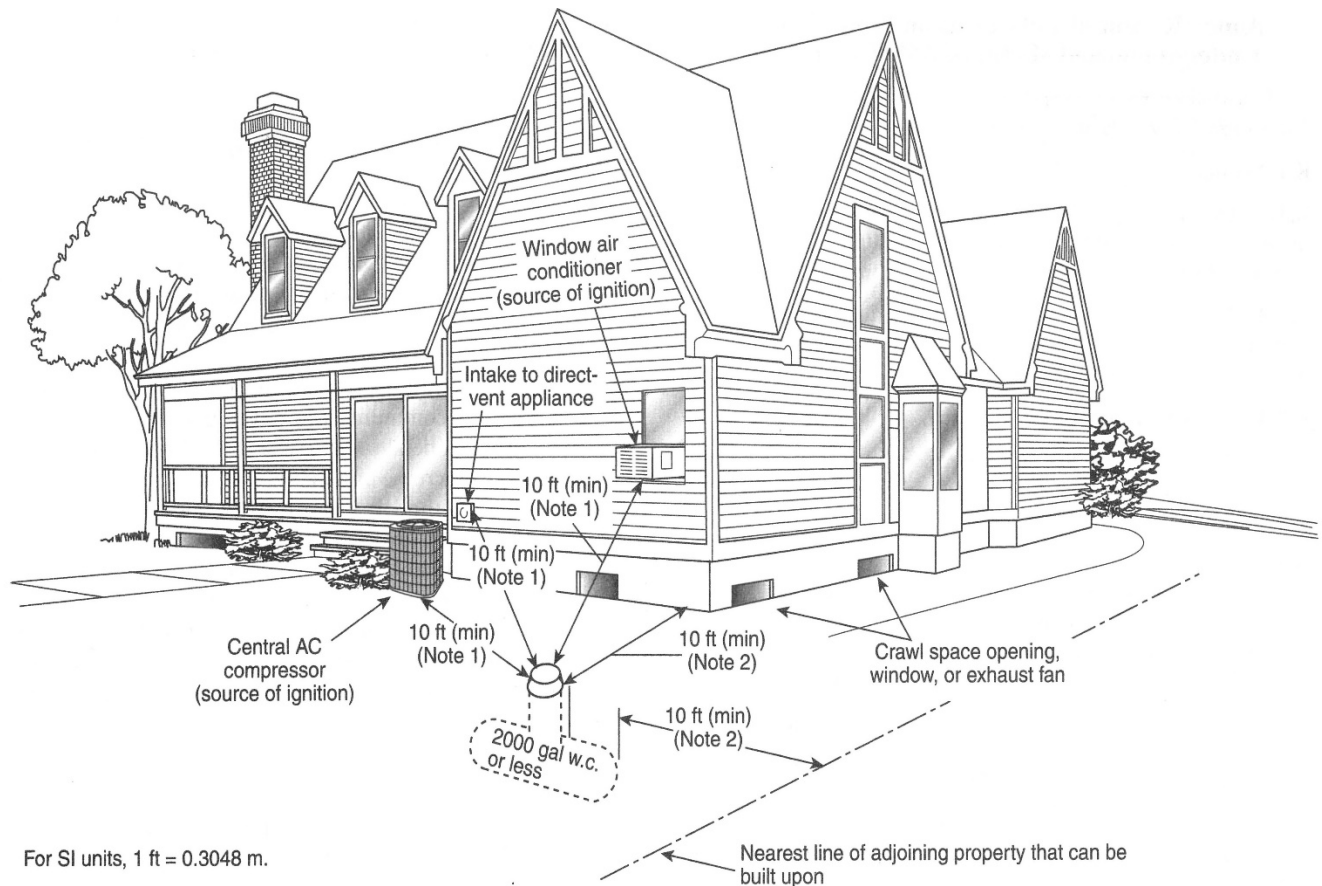 Window air
conditioner
(source of ignition)
Intake to direct-
vent appliance
10 ft (min)
(Note 1)
10 ft (min)
(Note 1)
10 ft (min)
(Note 1)
10 ft (min)
(Note 2)
Central AC
compressor
(source of ignition)
Crawl space opening,
window, or exhaust fan
10 ft (min)
(Note 2)
2000 gal w.c.
or less
For SI units, 1 ft = 0.3048 m.
Nearest line of adjoining property that can be
built upon